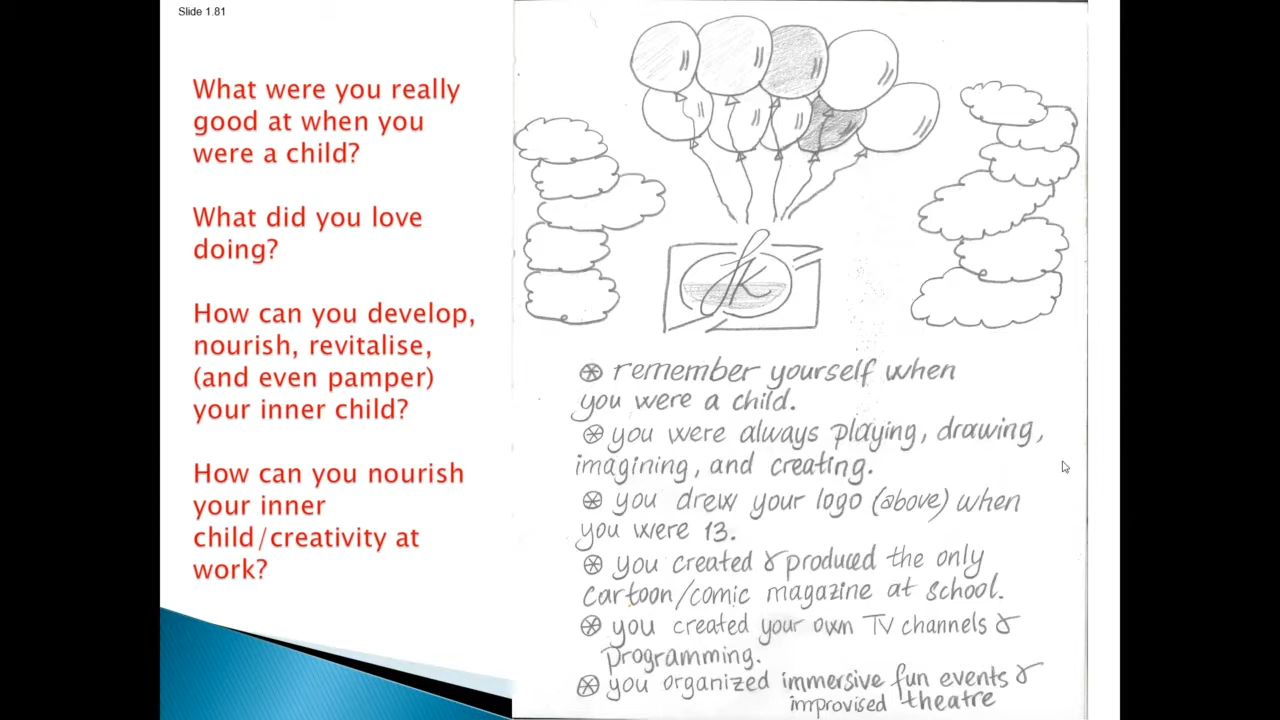 Slide 1.81
What were you really
good at when you
were a child?
What did you love
doing?
How can you develop,
nourish, revitalise,
(and even pamper)
your inner child?
How can you nourish
your inner
child/creativity at
work?
JK
remember yourself when
you were a child.
you were always playing, drawing,
imagining, and creating.
you drew your logo (above) when
you were 13.
you created & produced the only
cartoon/comic magazine at school.
you created your own TV channels &
programming.
you organized immersive fun events &
improvised theatre